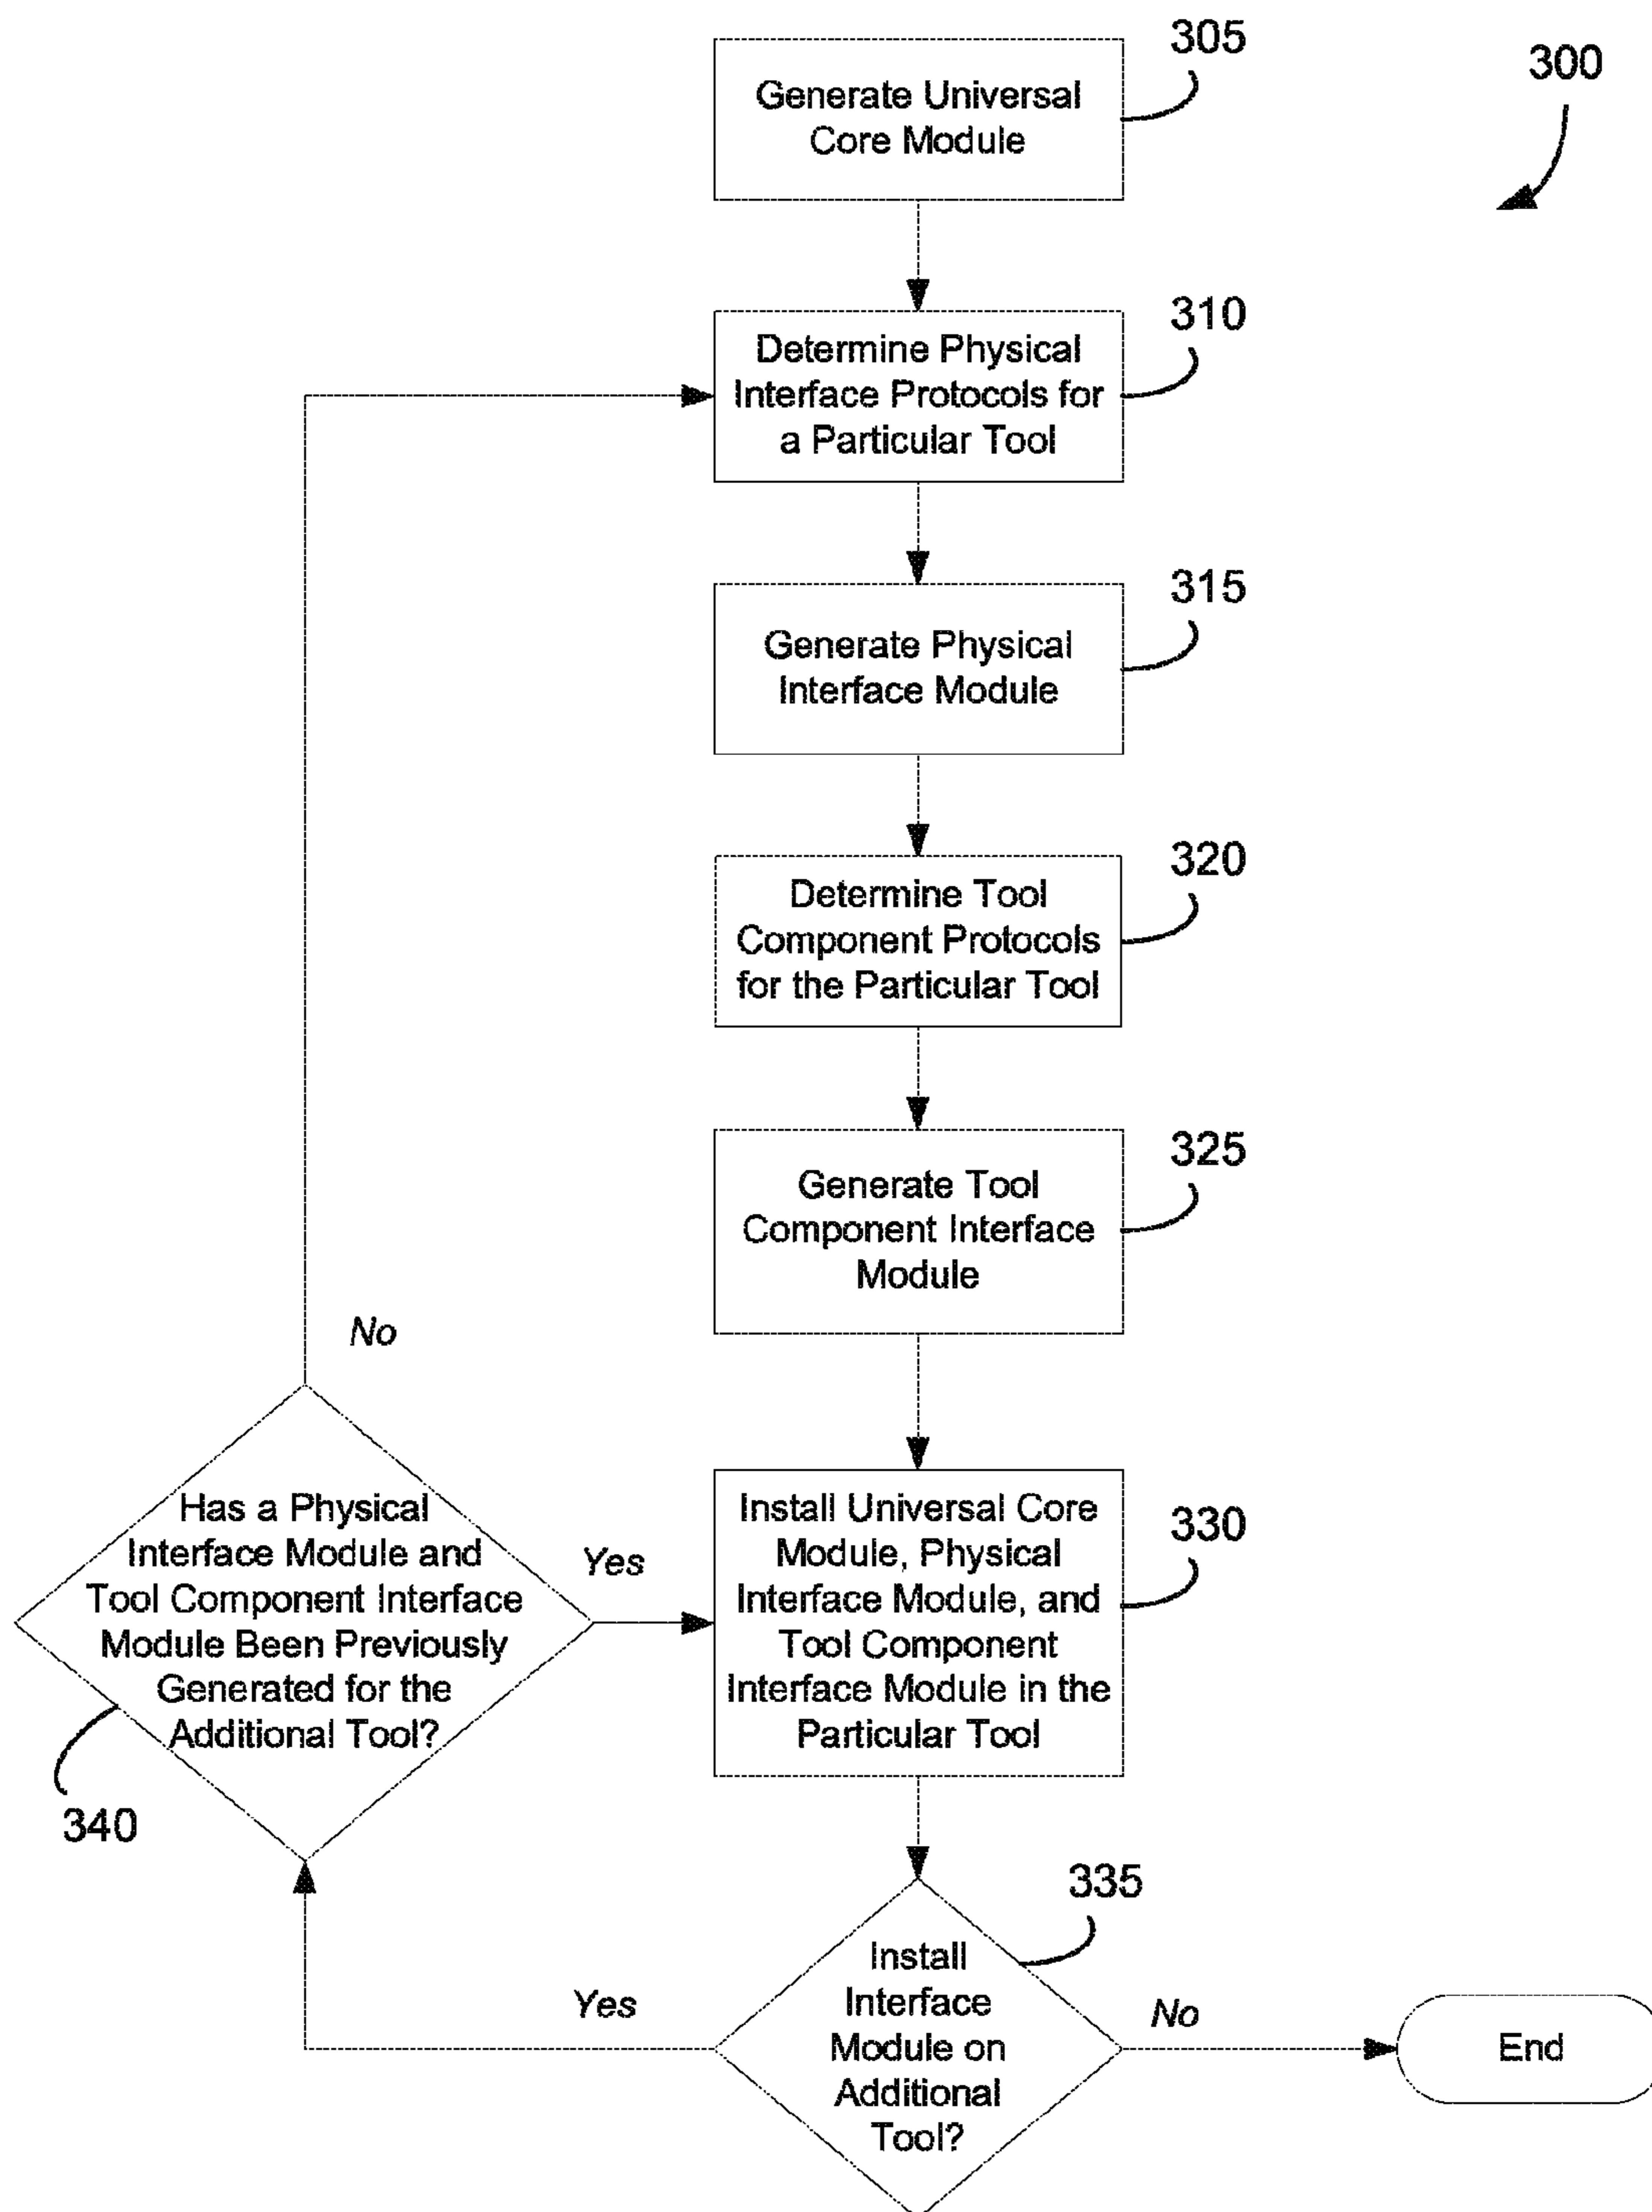 305
300
Generate Universal
Core Module
310
Determine Physical
Interface Protocols for
a Particular Tool
315
Generate Physical
Interface Module
320
Determine Tool
Component Protocols
for the Particular Tool
325
Generate Tool
Component Interface
Module
No
Has a Physical
Interface Module and
Tool Component Interface
Module Been Previously
Generated for the
Additional Tool?
Yes
Install Universal Core
Module, Physical
Interface Module, and
Tool Component
Interface Module in the
Particular Tool
330
340
335
Install
Interface
Module on
Additional
Tool?
Yes
No
End